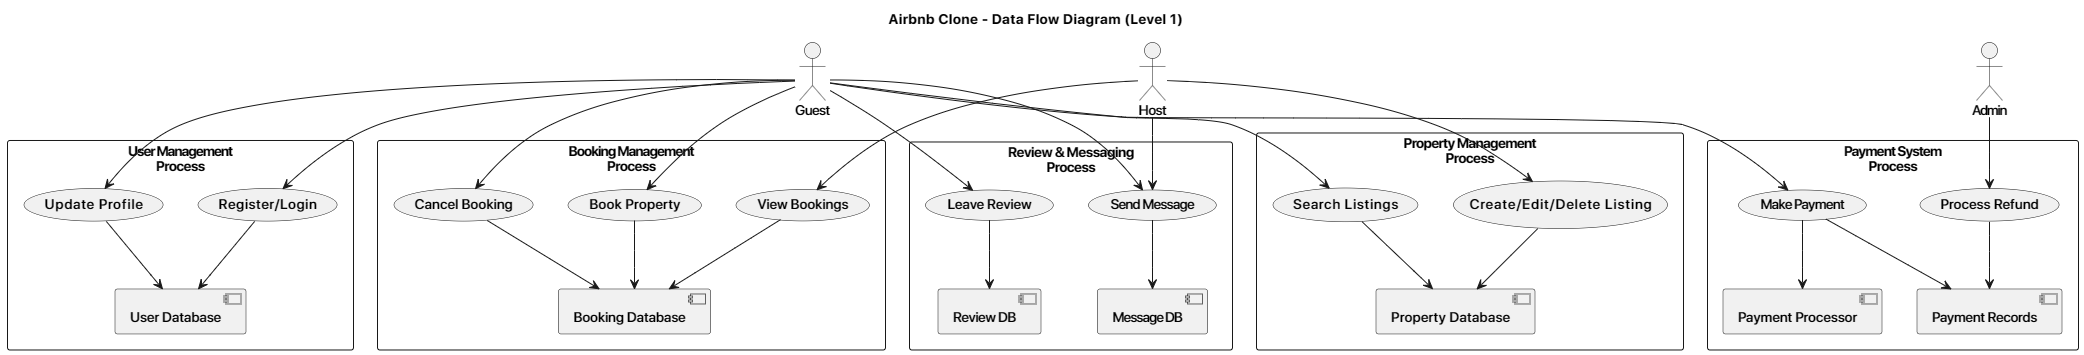 Airbnb Clone - Data Flow Diagram (Level 1)
Guest
Host
Admin
User Management
Process
Booking Management
Process
Review & Messaging
Process
Property Management
Process
Payment System
Process
Update Profile
Register/Login
Cancel Booking
Book Property
View Bookings
Leave Review
Send Message
Search Listings
Create/Edit/Delete Listing
Make Payment
Process Refund
User Database
Booking Database
Review DB
Message DB
Property Database
Payment Processor
Payment Records